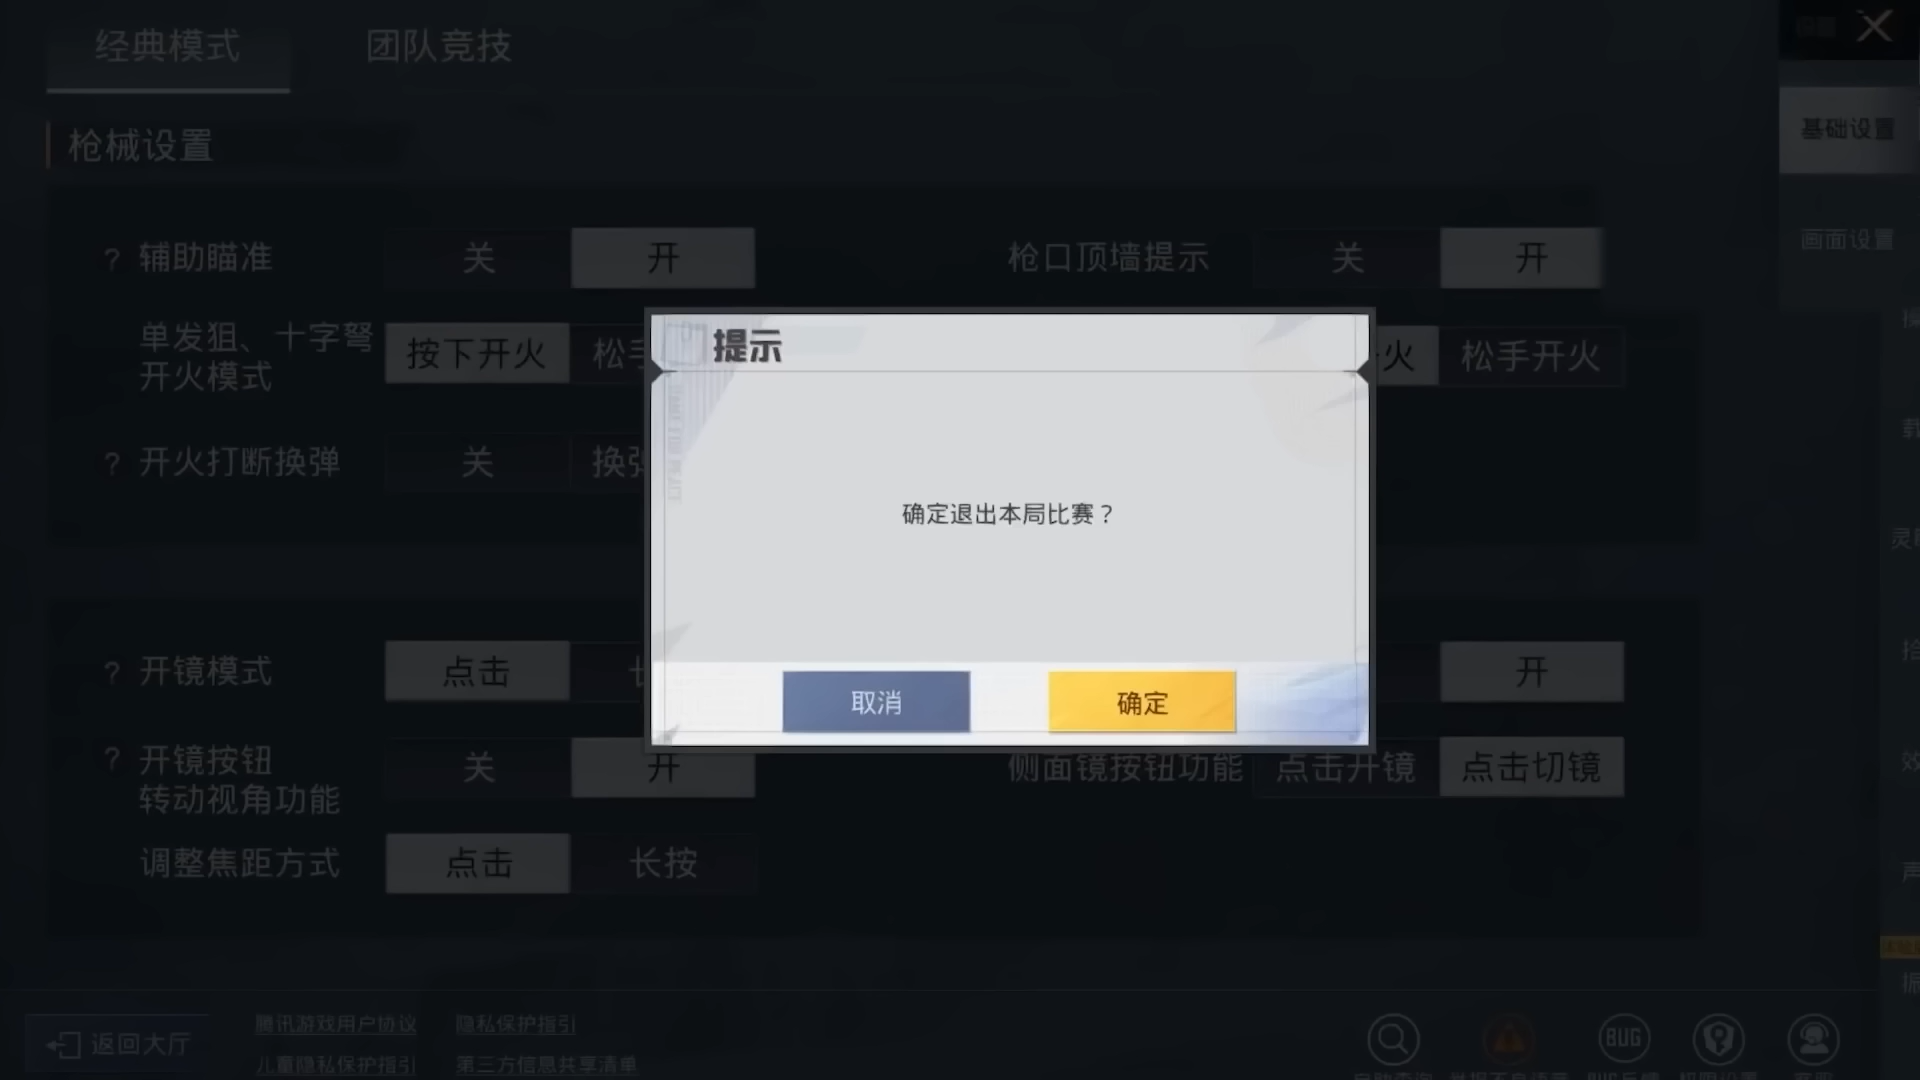 经典模式
团队竞技
枪械设置
基础设置
画面设置
? 辅助瞄准
关
开
枪口顶墙提示
关
开
单发狙、十字弩
开火模式
按下开火
松手
火
松手开火
提示
? 开火打断换弹
关
换弹
确定退出本局比赛？
取消
确定
? 开镜模式
点击
开
? 开镜按钮
转动视角功能
关
开
侧面镜按钮功能
点击开镜
点击切镜
调整焦距方式
点击
长按
返回大厅
腾讯游戏用户协议
隐私保护指引
儿童隐私保护指引
第三方信息共享清单
BUG